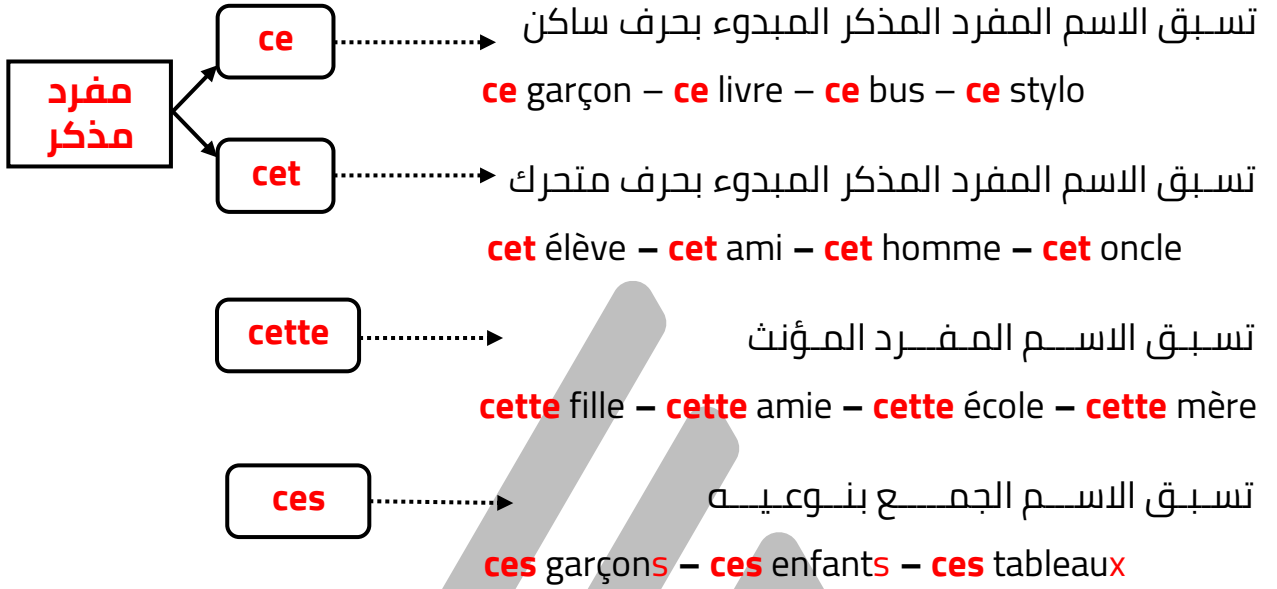 ce
تسبق الاسم المفرد المذكر المبدوء بحرف ساكن
مفرد
مذكر
ce garçon – ce livre – ce bus – ce stylo
cet
تسبق الاسم المفرد المذكر المبدوء بحرف متحرك
cet élève – cet ami – cet homme – cet oncle
cette
تسبق الاسم المفرد المؤنث
cette fille – cette amie – cette école – cette mère
ces
تسبق الاسم الجمع بنوعيه
ces garçons – ces enfants – ces tableaux